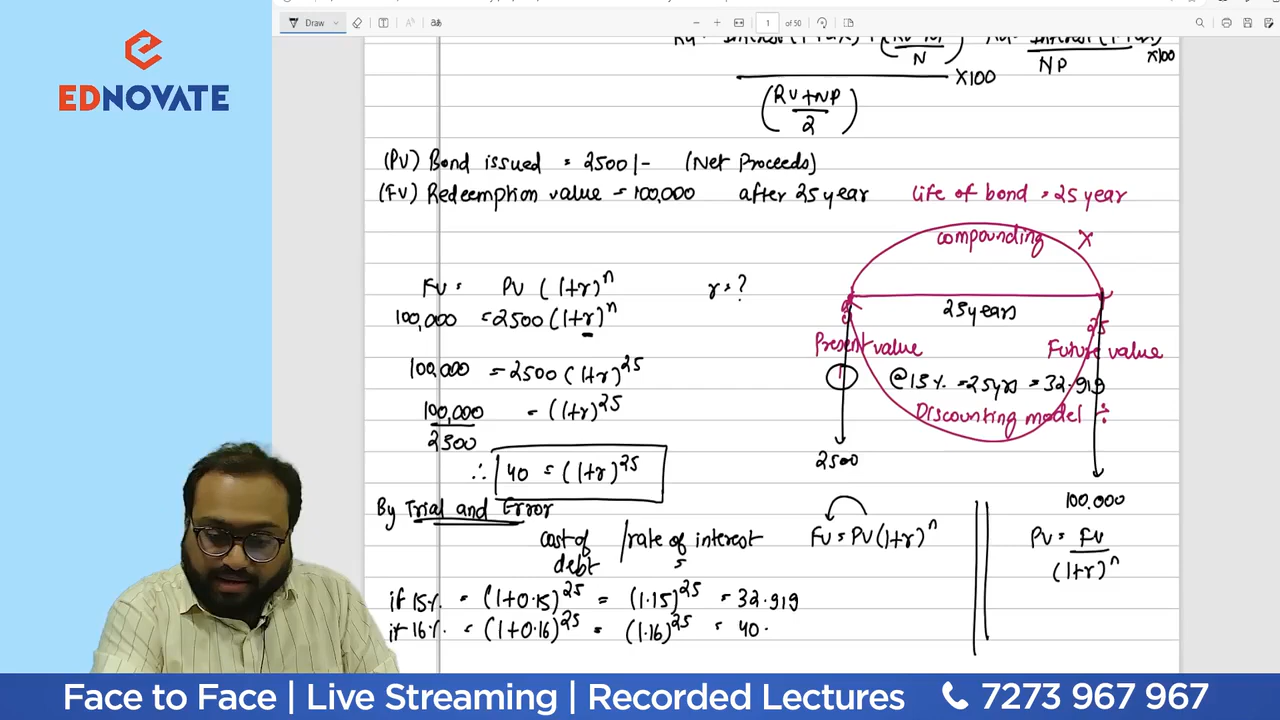 Draw
1 of 50
EDNOVATE
N
NP
X100
X100
(RV+NP/2)
(PV) Bond issued = 2500/- (Net Proceeds)
(FV) Redeemption value = 100,000 after 25 year life of bond = 25 year
compounding X
FV = PV (1+r)^n r = ?
100,000 = 2500 (1+r)^n
25 years
25
Present value
Future value
100,000 = 2500 (1+r)^25
@15% = 25yrs = 32.919
100,000/2500 = (1+r)^25
Discounting model ÷
2500
∴ 40 = (1+r)^25
100,000
By Trial and Error
cost of debt / rate of interest
FV = PV(1+r)^n
PV = FV/(1+r)^n
if 15% = (1+0.15)^25 = (1.15)^25 = 32.919
if 16% = (1+0.16)^25 = (1.16)^25 = 40.
Face to Face | Live Streaming | Recorded Lectures 7273 967 967